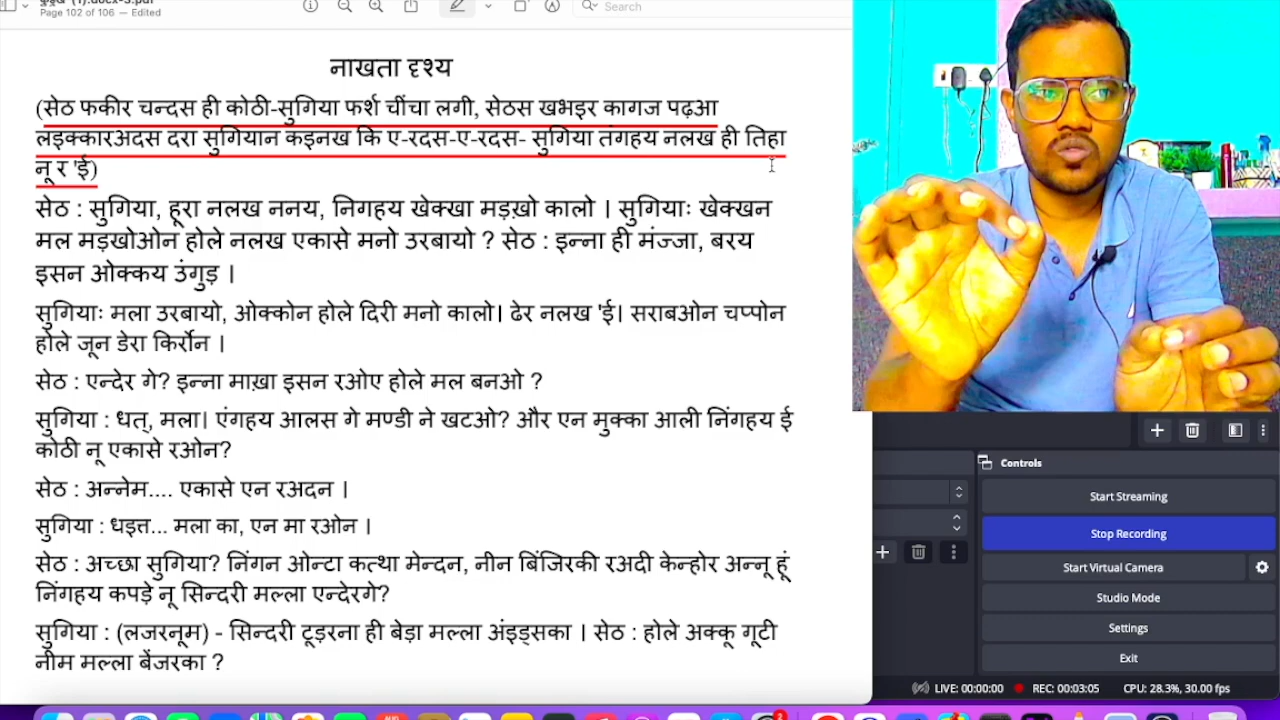 Page 102 of 106 — Edited
Search
नाखता दृश्य
(सेठ फकीर चन्दस ही कोठी-सुगिया फर्श चींचा लगी, सेठस खभइर कागज पढ़आ
लइक्कारअदस दरा सुगियान कइनख कि ए-रदस-ए-रदस- सुगिया तंगहय नलख ही तिहा
नू र 'ई)
सेठ : सुगिया, हूरा नलख ननय, निगहय खेक्खा मड़ख़ो कालो । सुगियाः खेक्खन
मल मड़खोओन होले नलख एकासे मनो उरबायो ? सेठ : इन्ना ही मंज्जा, बरय
इसन ओक्कय उंगुड़ ।
सुगियाः मला उरबायो, ओक्कोन होले दिरी मनो कालो। ढेर नलख 'ई। सराबओन चप्पोन
होले जून डेरा किर्रोन ।
सेठ : एन्देर गे? इन्ना माख़ा इसन रओए होले मल बनओ ?
सुगिया : धत्, मला। एंगहय आलस गे मण्डी ने खटओ? और एन मुक्का आली निंगहय ई
कोठी नू एकासे रओन?
सेठ : अन्नेम.... एकासे एन रअदन ।
सुगिया : धइत्त... मला का, एन मा रओन ।
सेठ : अच्छा सुगिया? निंगन ओन्टा कत्था मेन्दन, नीन बिंजिरकी रअदी केन्होर अन्नू हूं
निंगहय कपड़े नू सिन्दरी मल्ला एन्देरगे?
सुगिया : (लजरनूम) - सिन्दरी टूड़रना ही बेड़ा मल्ला अंइड्सका । सेठ : होले अक्कू गूटी
नीम मल्ला बेंजरका ?
Controls
Start Streaming
Stop Recording
Start Virtual Camera
Studio Mode
Settings
Exit
LIVE: 00:00:00
REC: 00:03:05
CPU: 28.3%, 30.00 fps